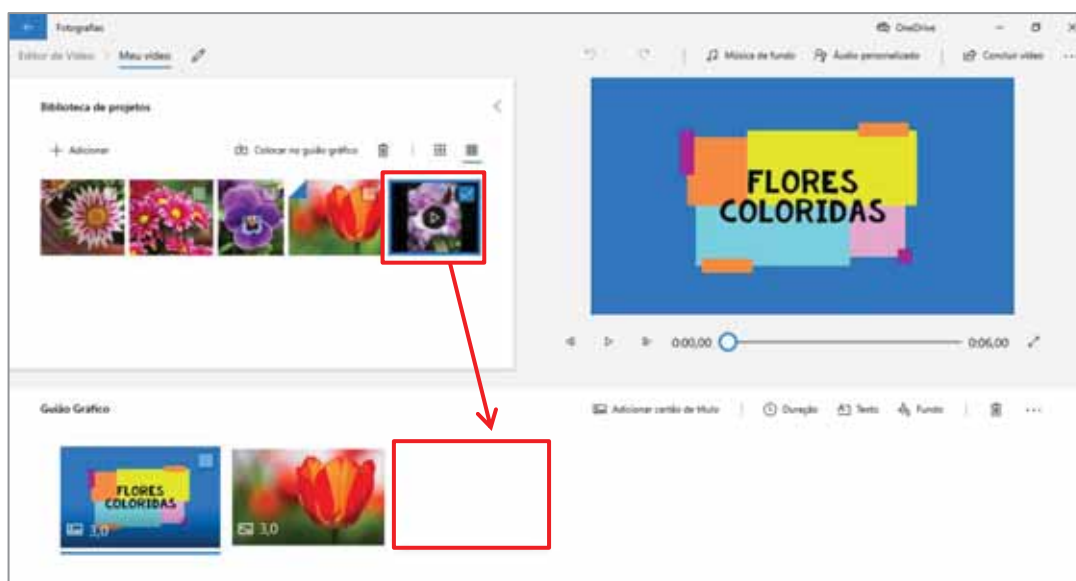 Fotografias
OneDrive
Editor de Vídeo
Meu vídeo
Música de fundo
Áudio personalizado
Concluir vídeo
Biblioteca de projetos
Adicionar
Colocar no guião gráfico
FLORES
COLORIDAS
0:00,00
0:06,00
Guião Gráfico
Adicionar cartão de título
Duração
Texto
Fundo
FLORES
COLORIDAS
3,0
3,0